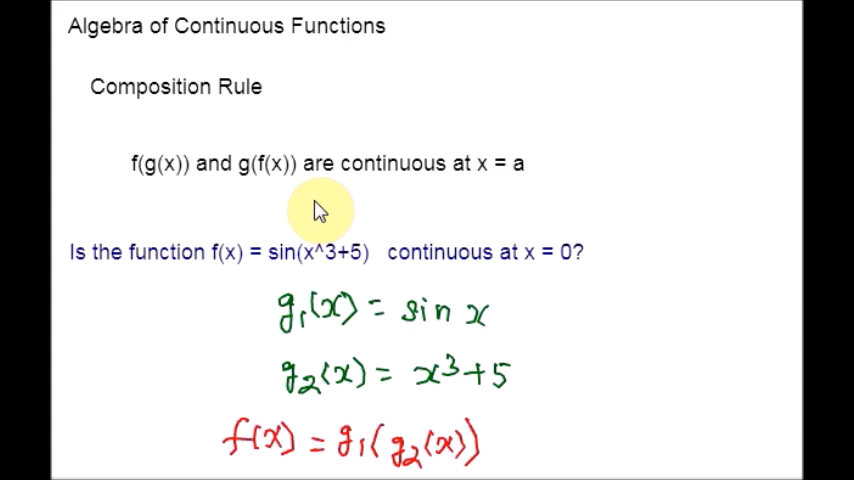 Algebra of Continuous Functions
Composition Rule
f(g(x)) and g(f(x)) are continuous at x = a
Is the function f(x) = sin(x^3+5) continuous at x = 0?
g₁(x) = sin x
g₂(x) = x³+5
f(x) = g₁(g₂(x))